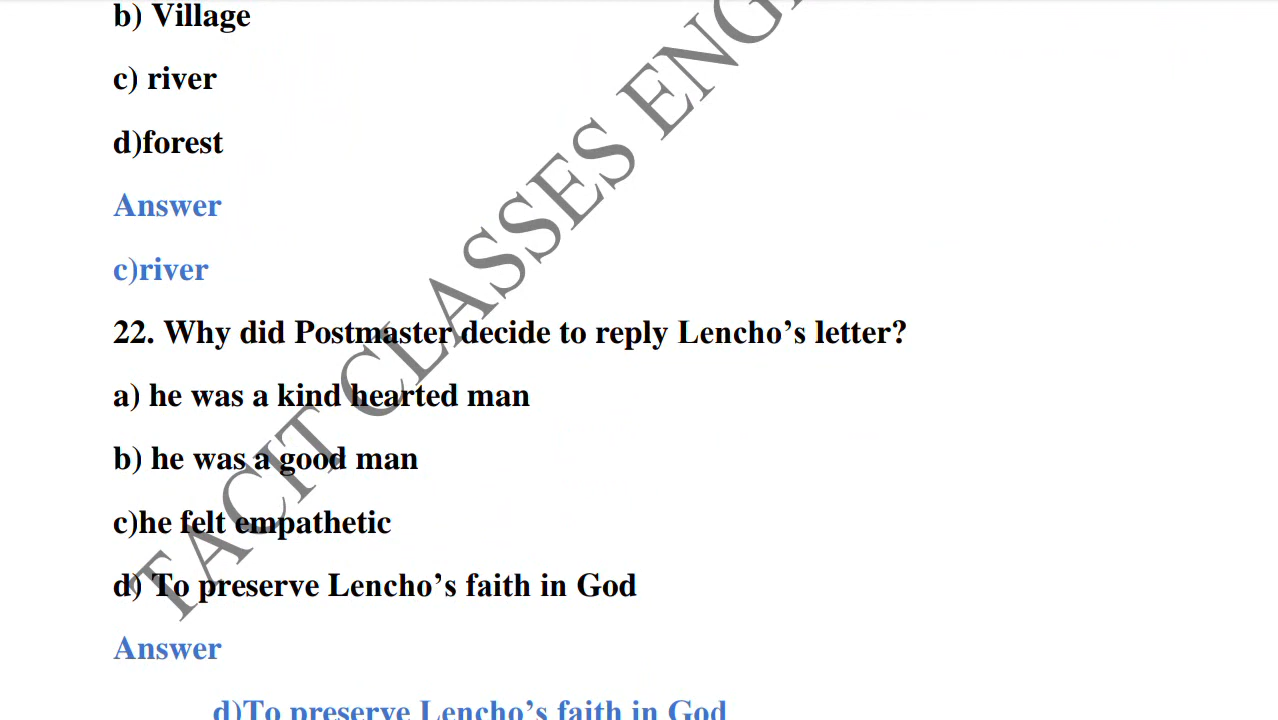 b) Village
c) river
d)forest
Answer
c)river
22. Why did Postmaster decide to reply Lencho’s letter?
a) he was a kind hearted man
b) he was a good man
c)he felt empathetic
d) To preserve Lencho’s faith in God
Answer
d)To preserve Lencho’s faith in God
TACIT CLASSES ENG